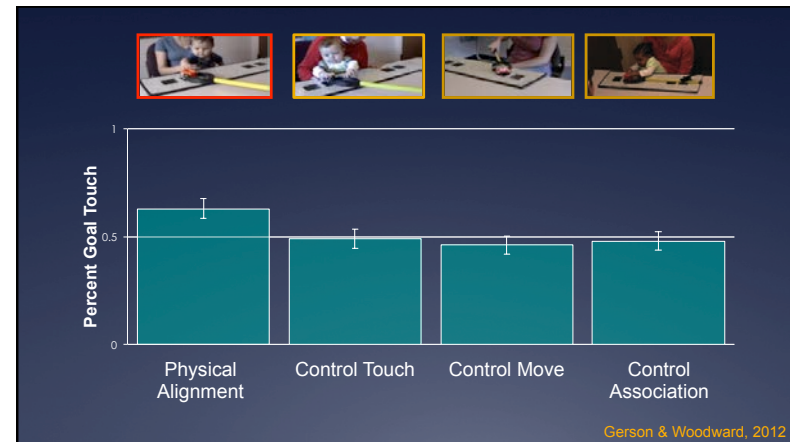 1
0.5
0
Percent Goal Touch
Physical
Alignment
Control Touch
Control Move
Control
Association
Gerson & Woodward, 2012